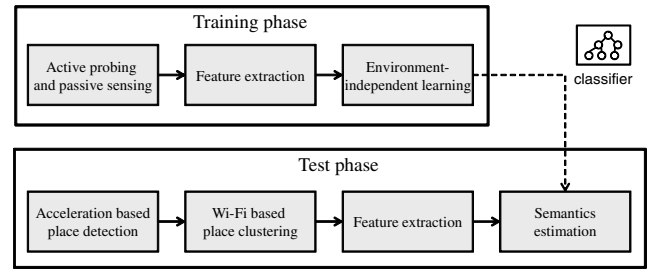 Training phase
Active probing
and passive sensing
Feature extraction
Environment-
independent learning
classifier
Test phase
Acceleration based
place detection
Wi-Fi based
place clustering
Feature extraction
Semantics
estimation